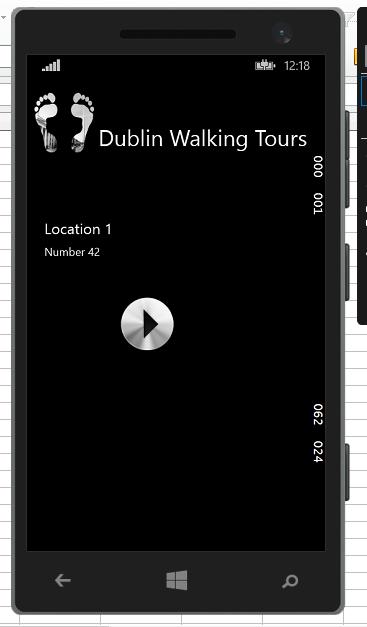 12:18
Dublin Walking Tours
000 001
Location 1
Number 42
062 024